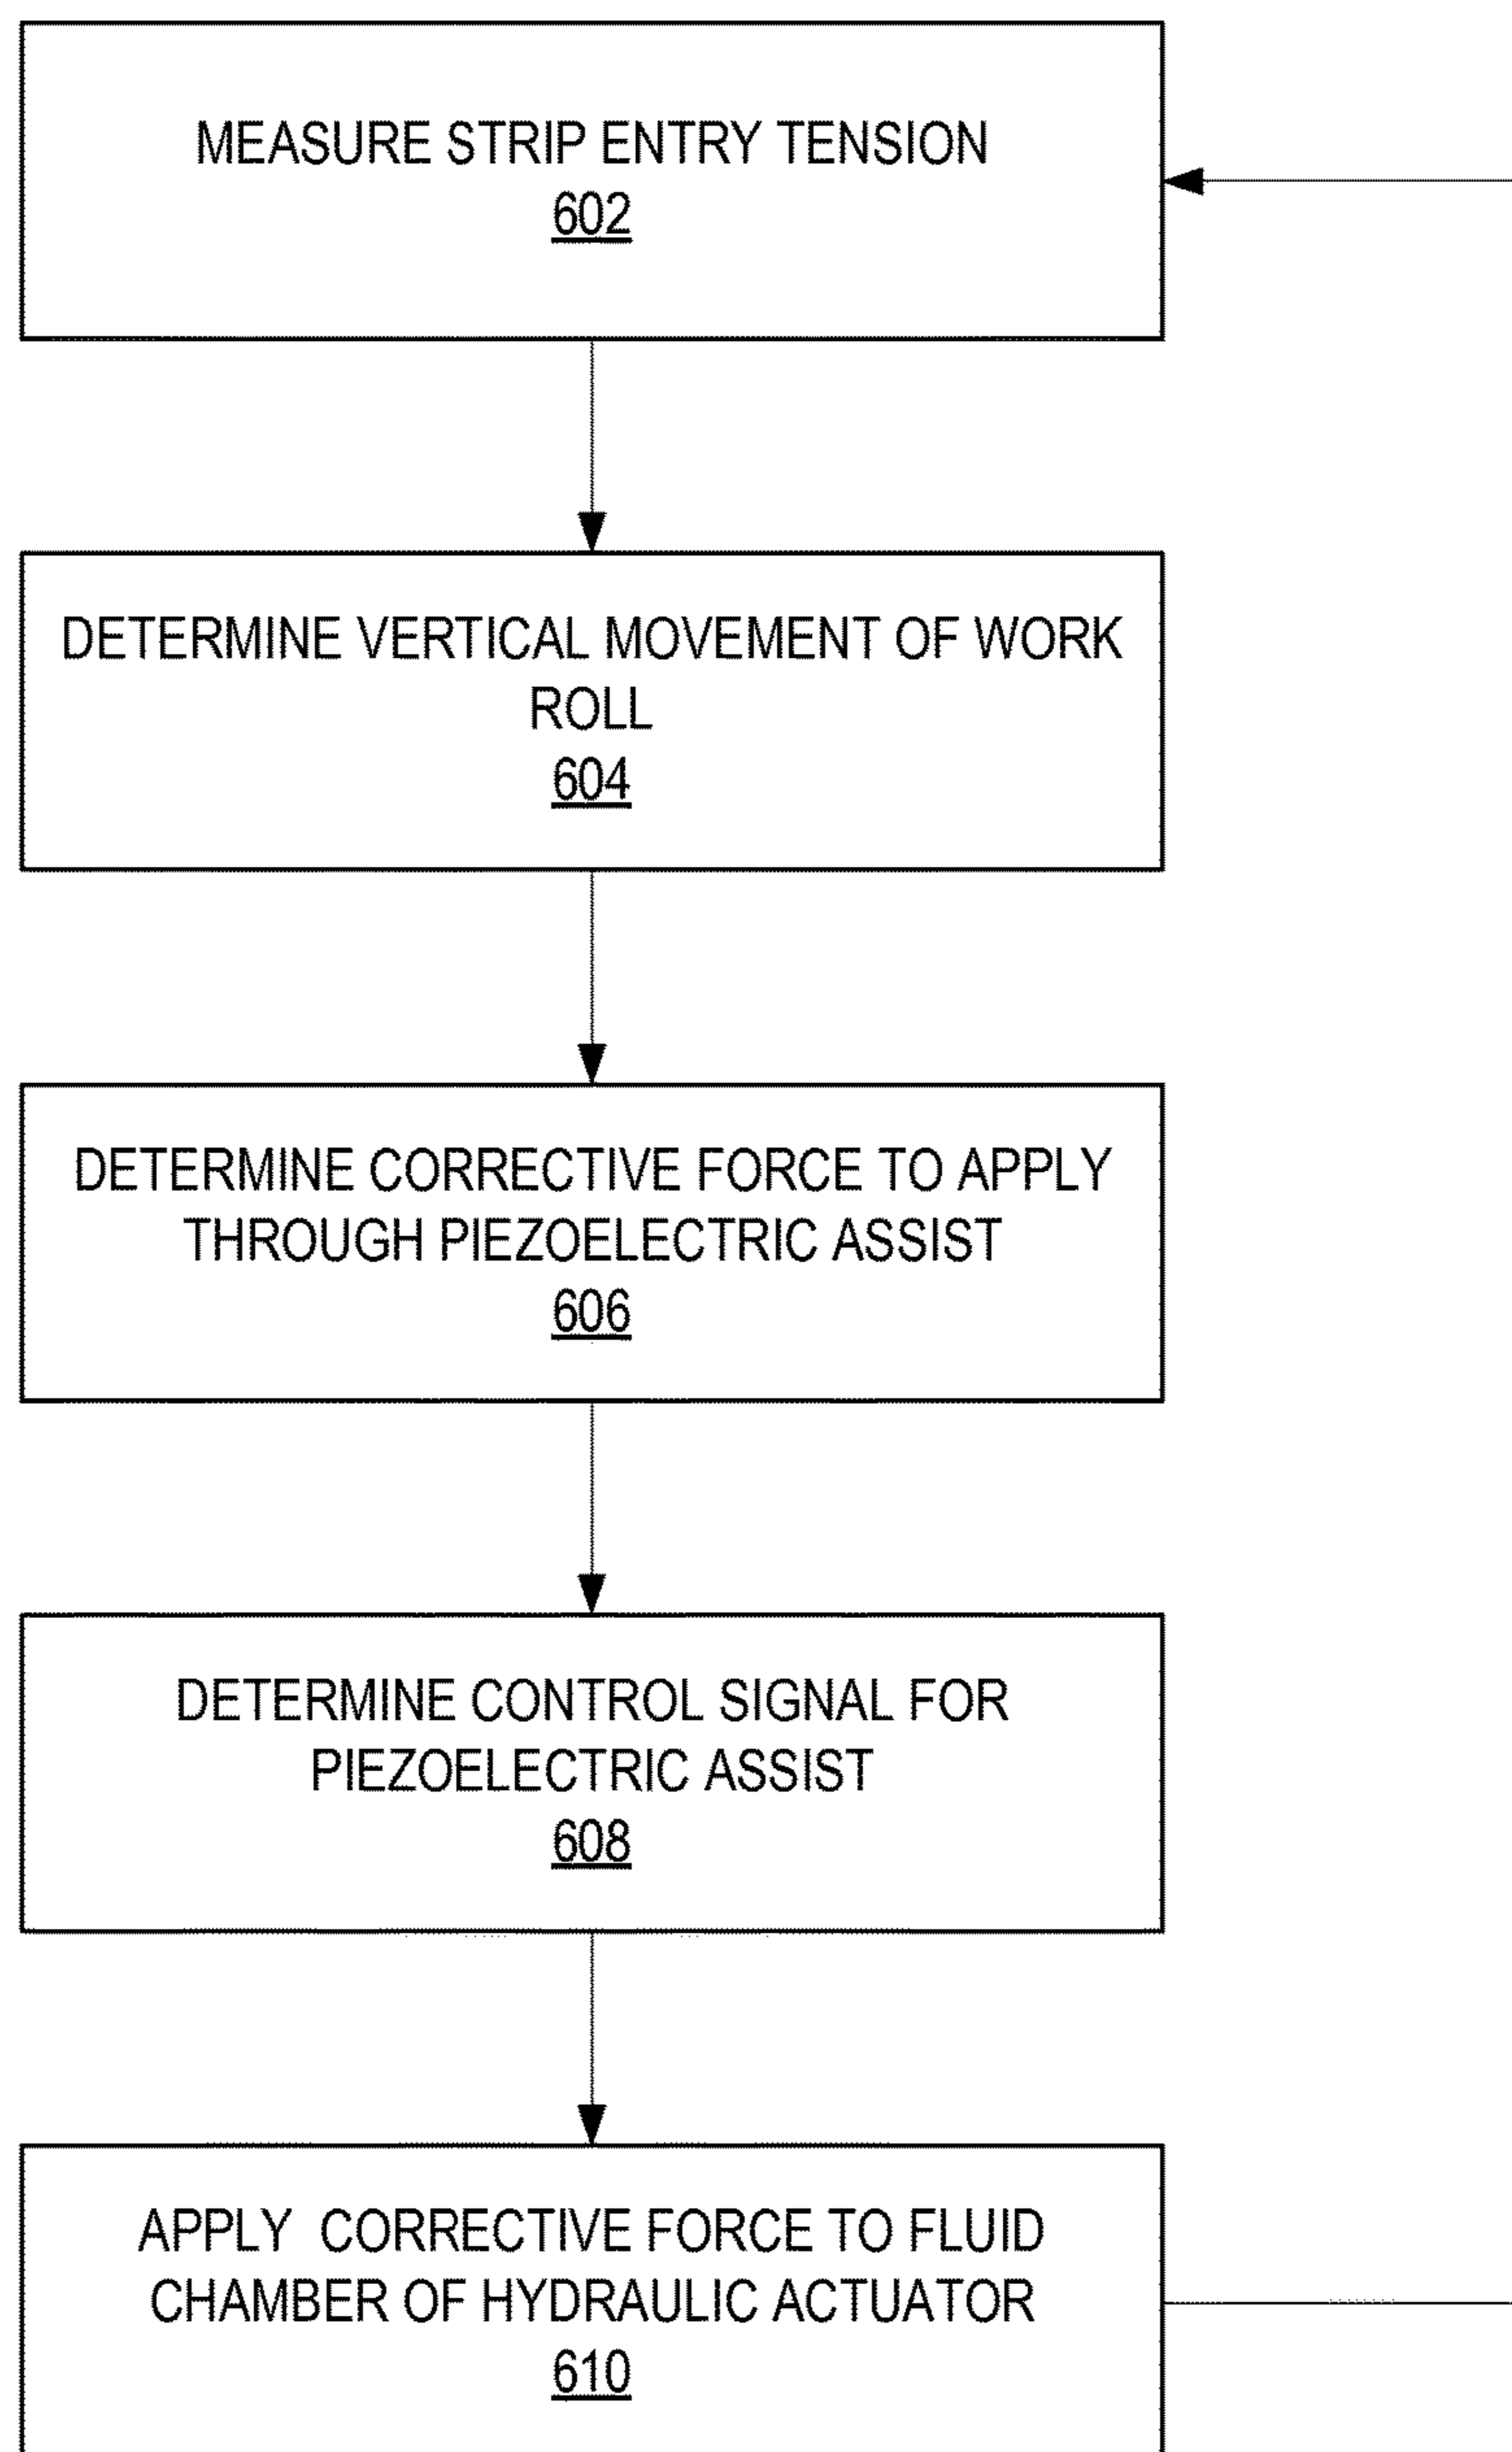 MEASURE STRIP ENTRY TENSION
602
DETERMINE VERTICAL MOVEMENT OF WORK
ROLL
604
DETERMINE CORRECTIVE FORCE TO APPLY
THROUGH PIEZOELECTRIC ASSIST
606
DETERMINE CONTROL SIGNAL FOR
PIEZOELECTRIC ASSIST
608
APPLY CORRECTIVE FORCE TO FLUID
CHAMBER OF HYDRAULIC ACTUATOR
610